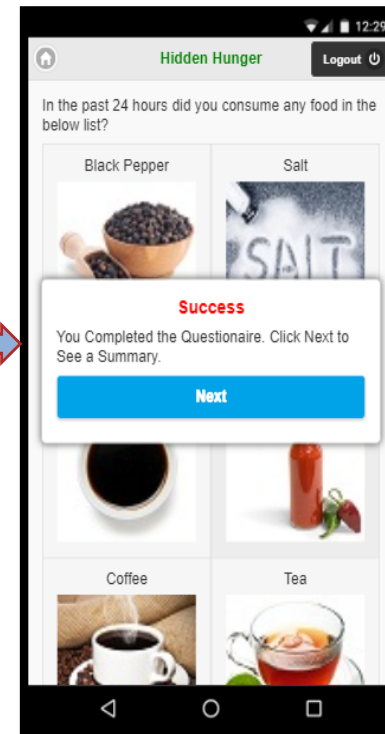 12:29
Hidden Hunger
Logout
In the past 24 hours did you consume any food in the
below list?
Black Pepper
Salt
SALT
Success
You Completed the Questionaire. Click Next to
See a Summary.
Next
Coffee
Tea